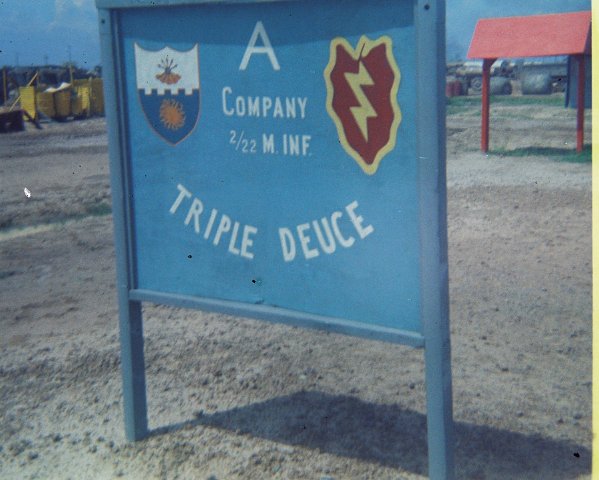 A
COMPANY
2/22 M. INF.
TRIPLE DEUCE